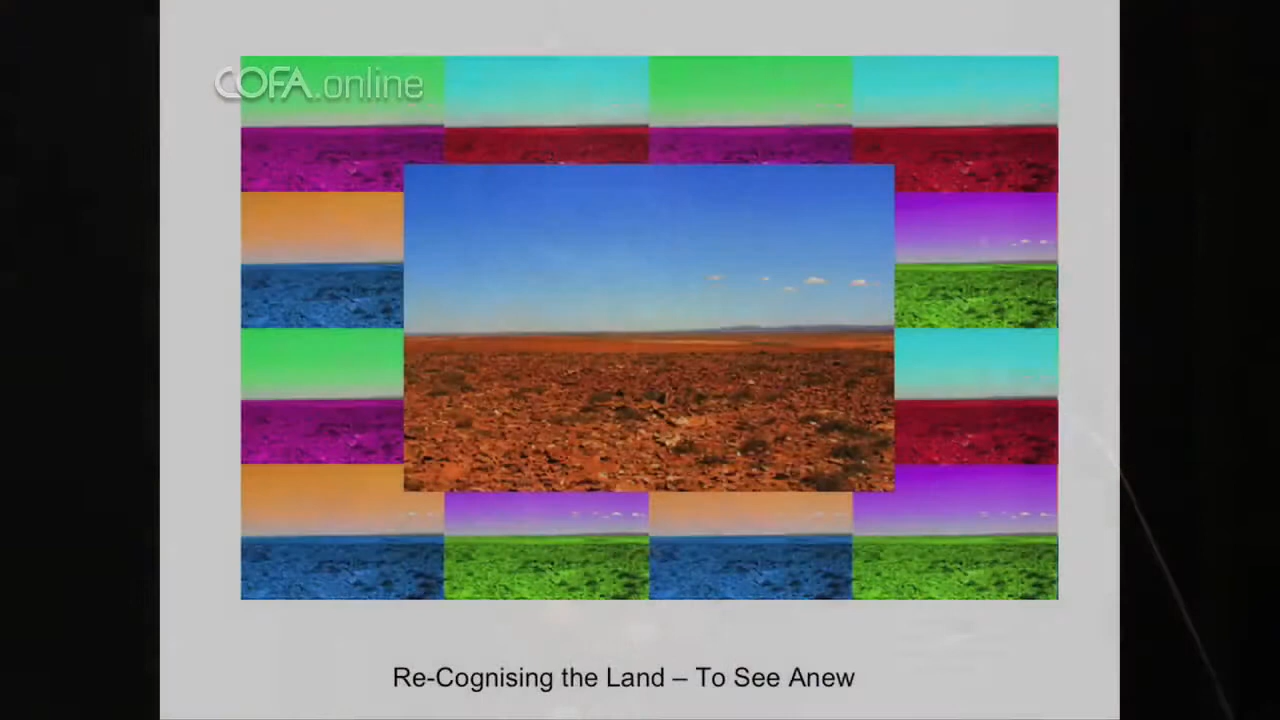 COFA.online
Re-Cognising the Land – To See Anew